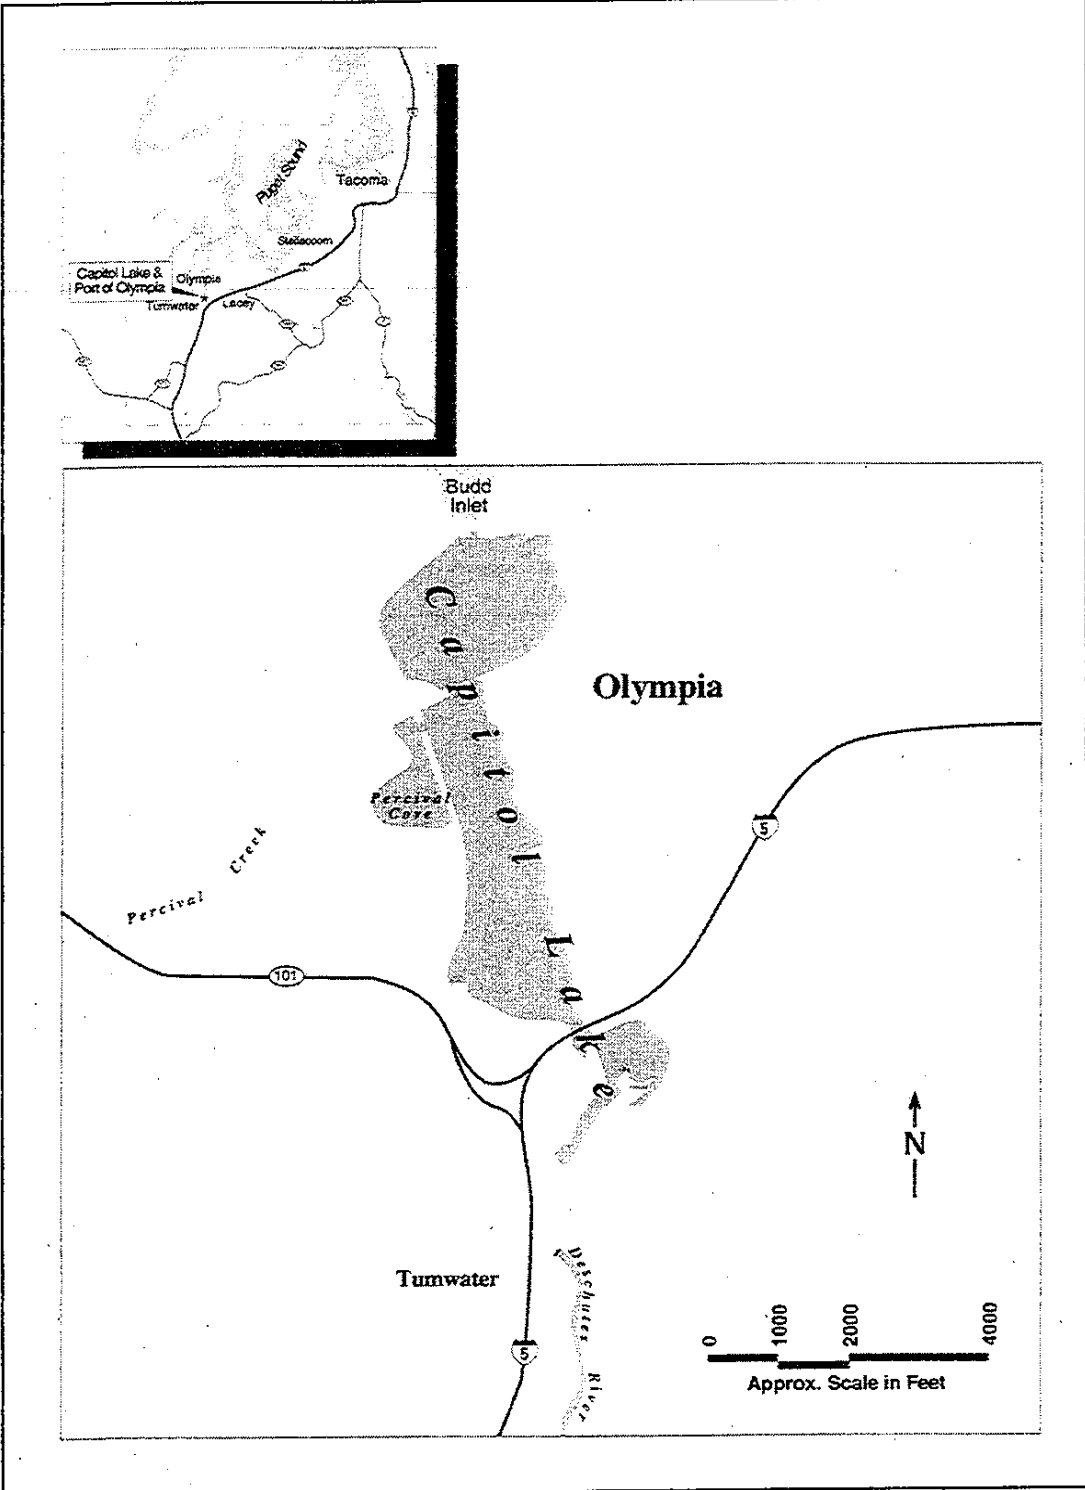 Puget Sound
Tacoma
Steilacoom
Capitol Lake &
Port of Olympia
Olympia
Tumwater
Lacey
Budd
Inlet
Capitol Lake
Olympia
Percival
Cove
5
Percival Creek
101
N
Tumwater
Deschutes River
5
0 1000 2000 4000
Approx. Scale in Feet